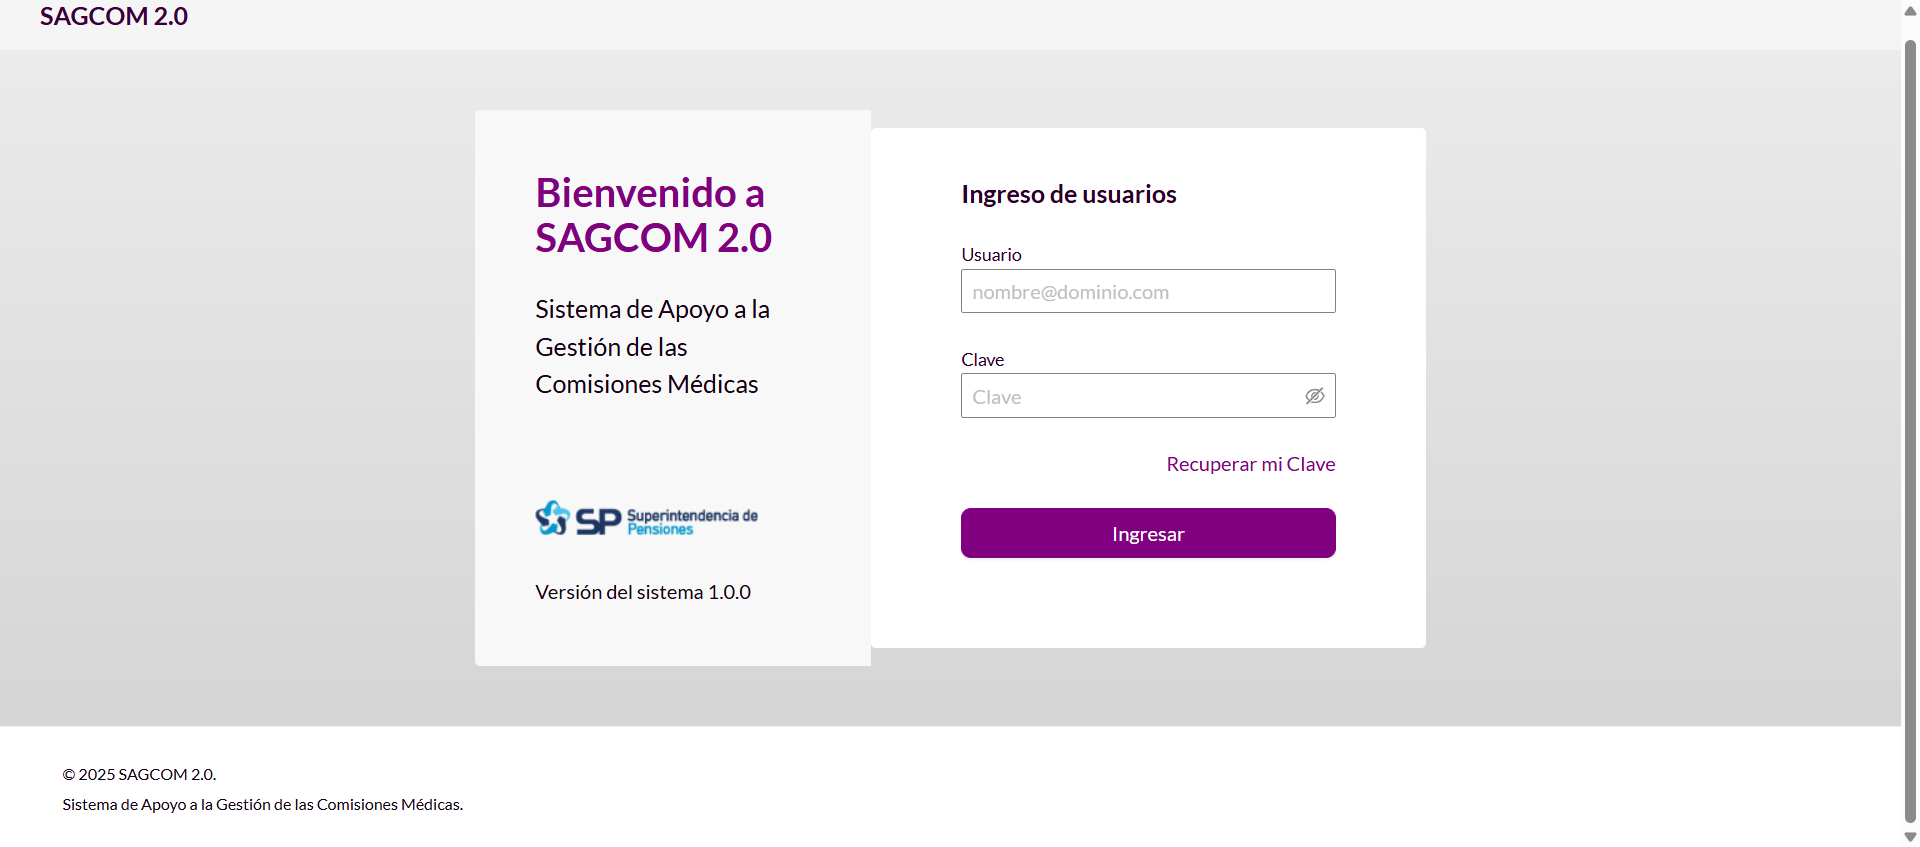 SAGCOM 2.0
Bienvenido a
SAGCOM 2.0
Sistema de Apoyo a la
Gestión de las
Comisiones Médicas
SP Superintendencia de
Pensiones
Versión del sistema 1.0.0
Ingreso de usuarios
Usuario
nombre@dominio.com
Clave
Clave
Recuperar mi Clave
Ingresar
© 2025 SAGCOM 2.0.
Sistema de Apoyo a la Gestión de las Comisiones Médicas.